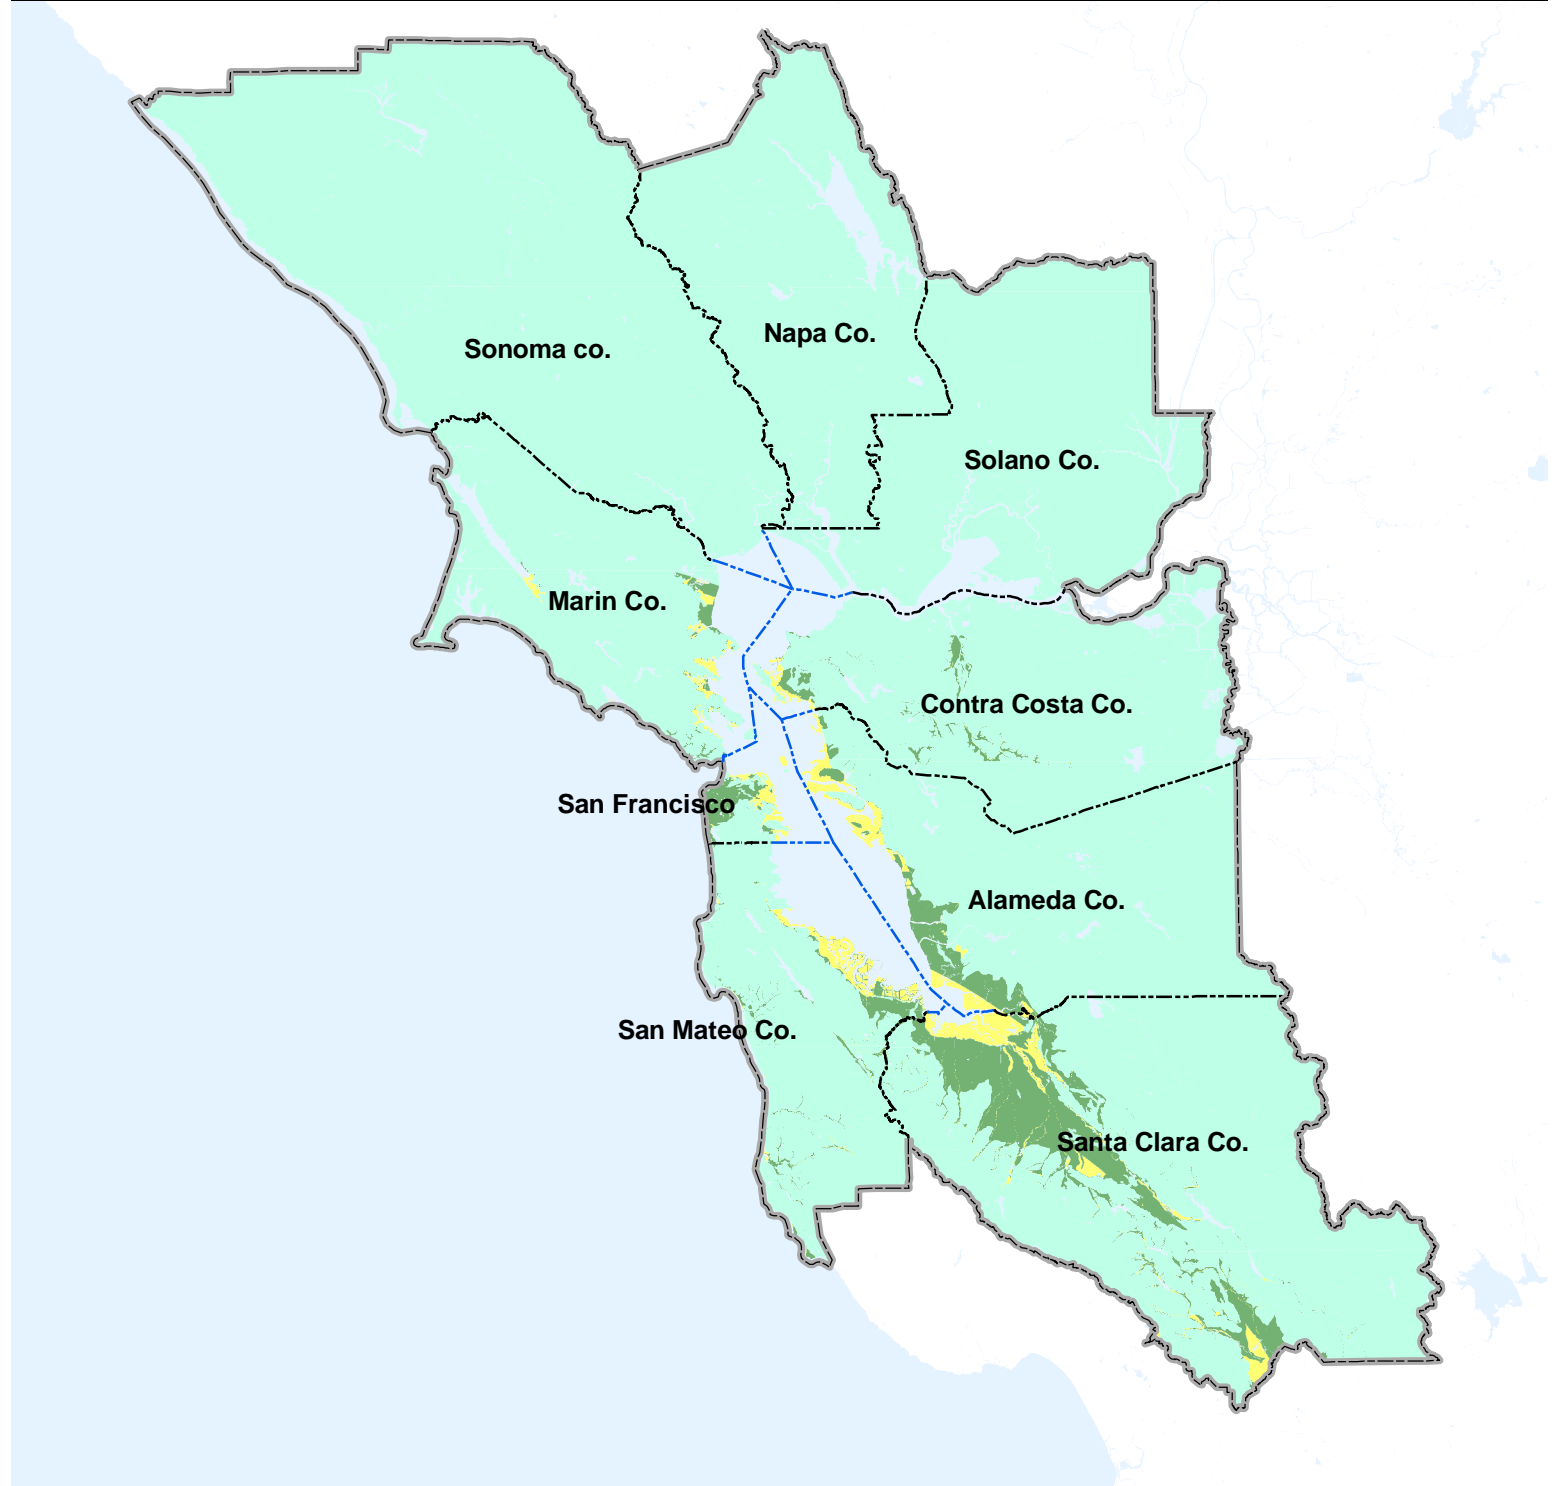 Napa Co.
Sonoma co.
Solano Co.
Marin Co.
Contra Costa Co.
San Francisco
Alameda Co.
San Mateo Co.
Santa Clara Co.